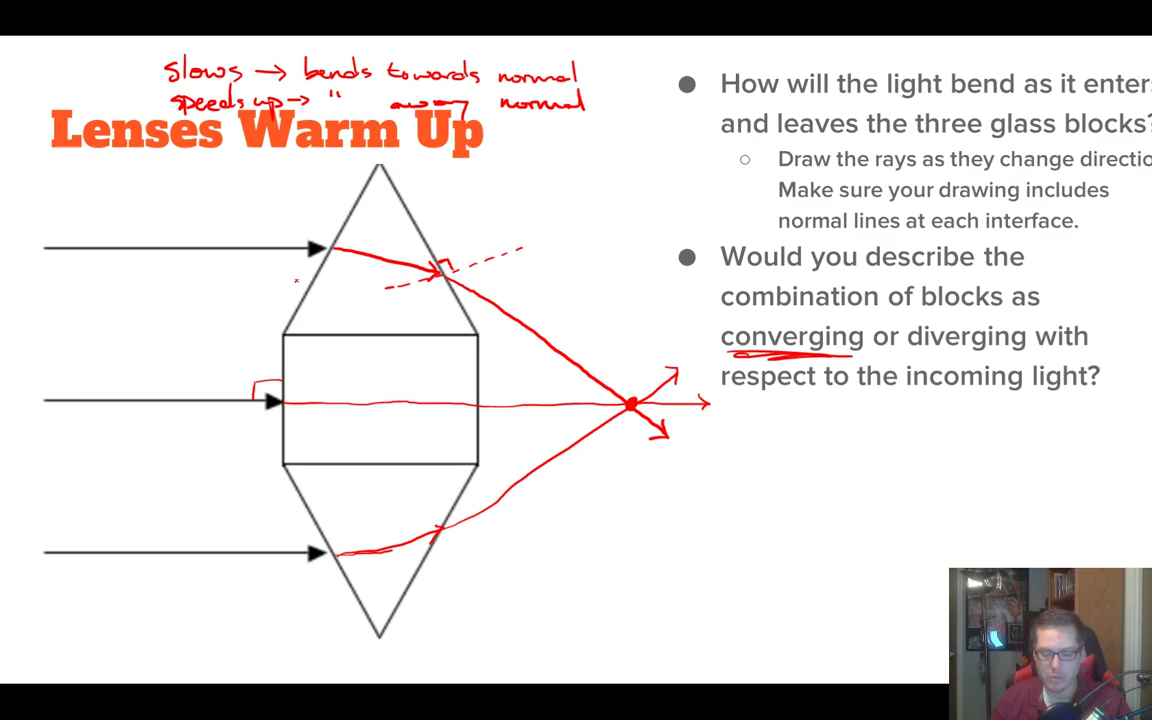 slows → bends towards normal
speeds up → " away normal
Lenses Warm Up
● How will the light bend as it enters
and leaves the three glass blocks?
○ Draw the rays as they change directio
Make sure your drawing includes
normal lines at each interface.
● Would you describe the
combination of blocks as
converging or diverging with
respect to the incoming light?